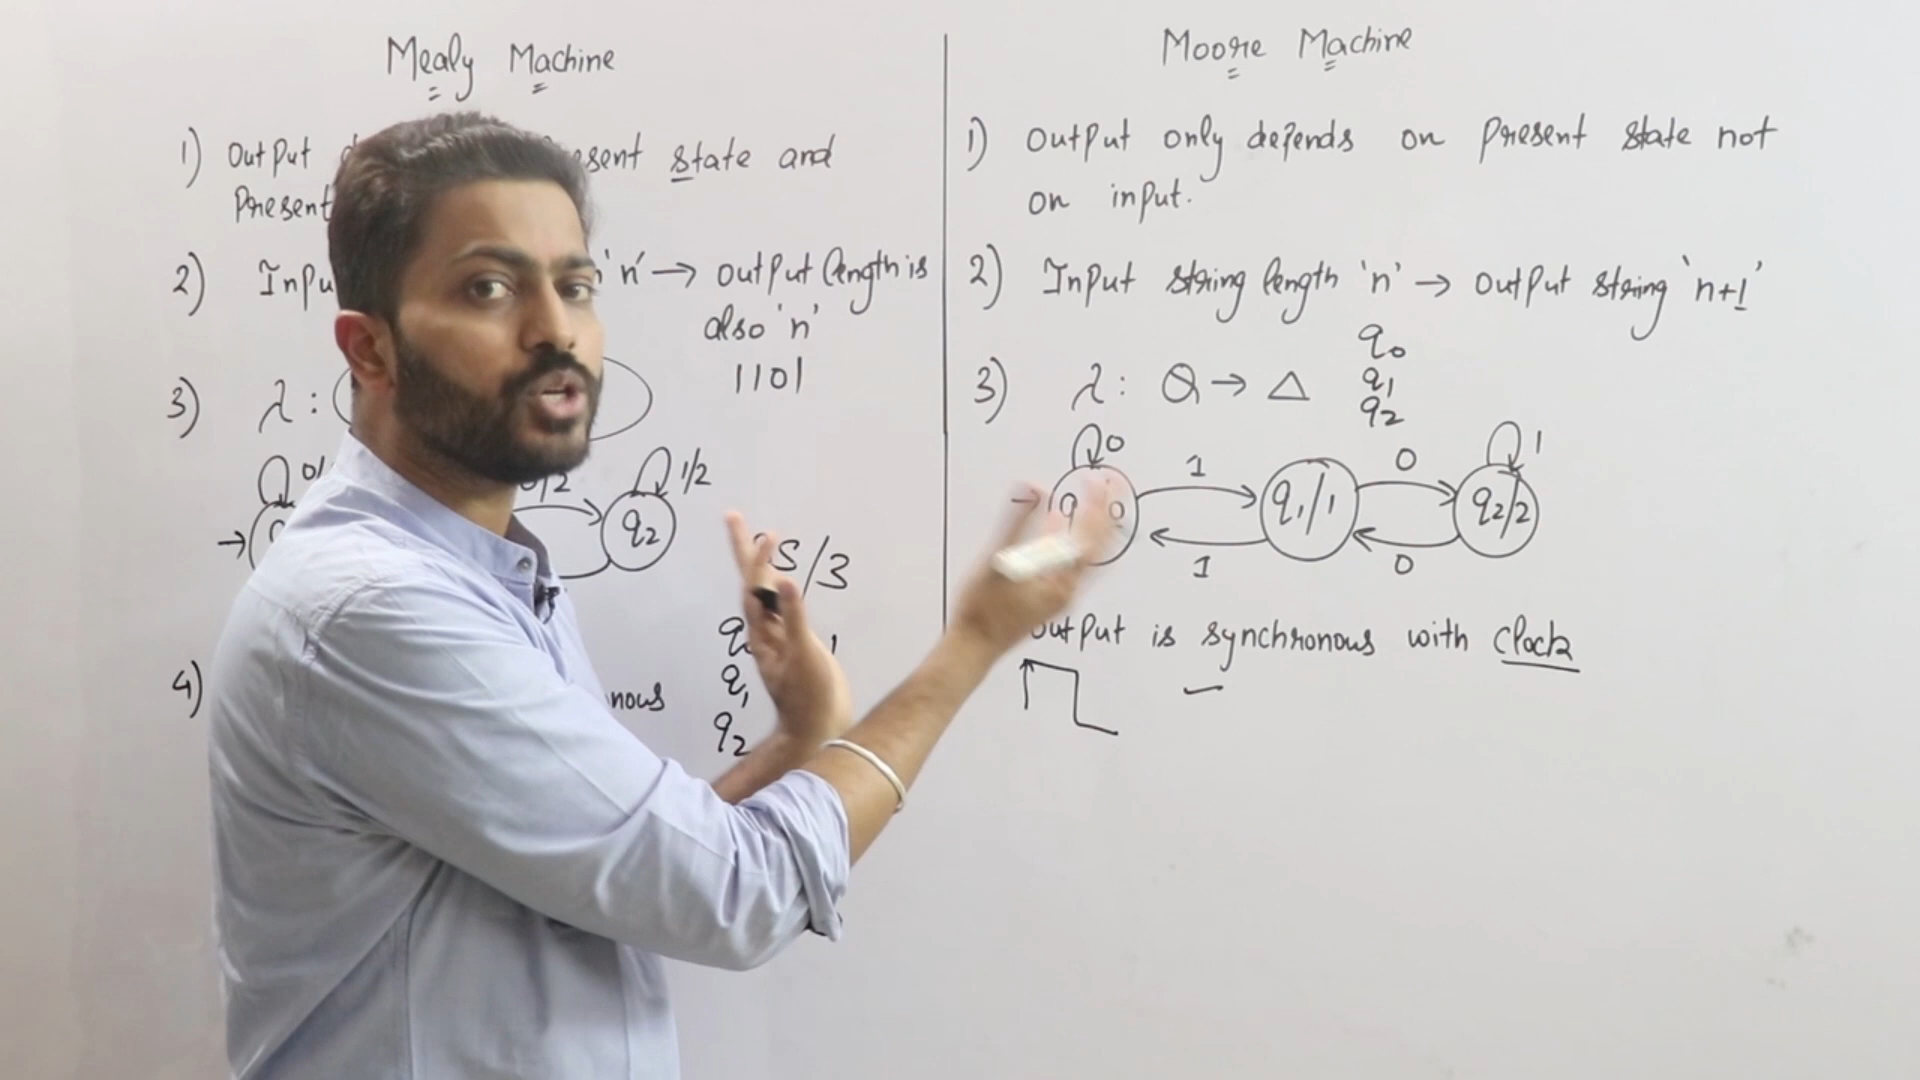 Mealy Machine
1) Output esent state and
Present
2) Inpu 'n' → output length is
also 'n'
1101
3) λ:
0/ 0/2 1/2
→ q2
S/3
q1
q2
4) nous
Moore Machine
1) Output only depends on Present state not
on input.
2) Input string length 'n' → output string 'n+1'
3) λ: Q → Δ
q0
q1
q2
0 1 0 1
→ q 0 q1/1 q2/2
1 0
output is synchronous with clock